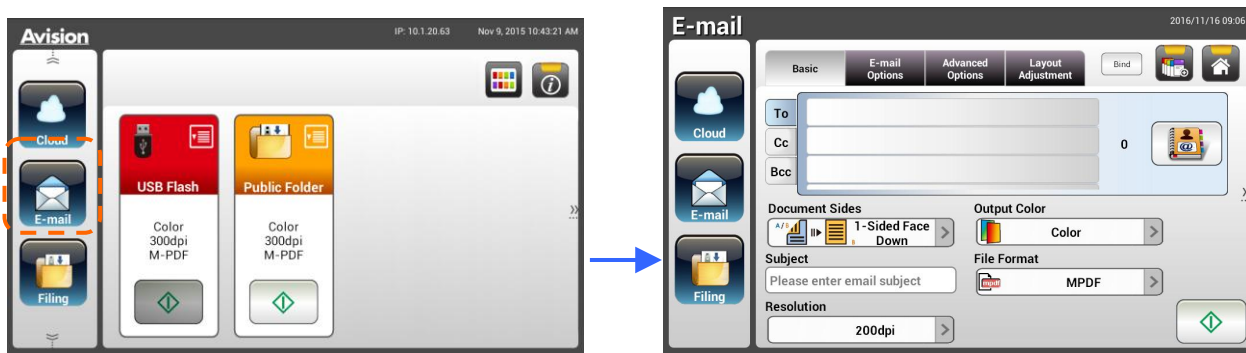 Avision
IP: 10.1.20.63 Nov 9, 2015 10:43:21 AM
Cloud
E-mail
Filing
USB Flash
Color
300dpi
M-PDF
Public Folder
Color
300dpi
M-PDF
E-mail
2016/11/16 09:06
Cloud
E-mail
Filing
Basic
E-mail
Options
Advanced
Options
Layout
Adjustment
Bind
To
Cc
Bcc
0
Document Sides
1-Sided Face
Down
Output Color
Color
Subject
Please enter email subject
File Format
mpdf
MPDF
Resolution
200dpi